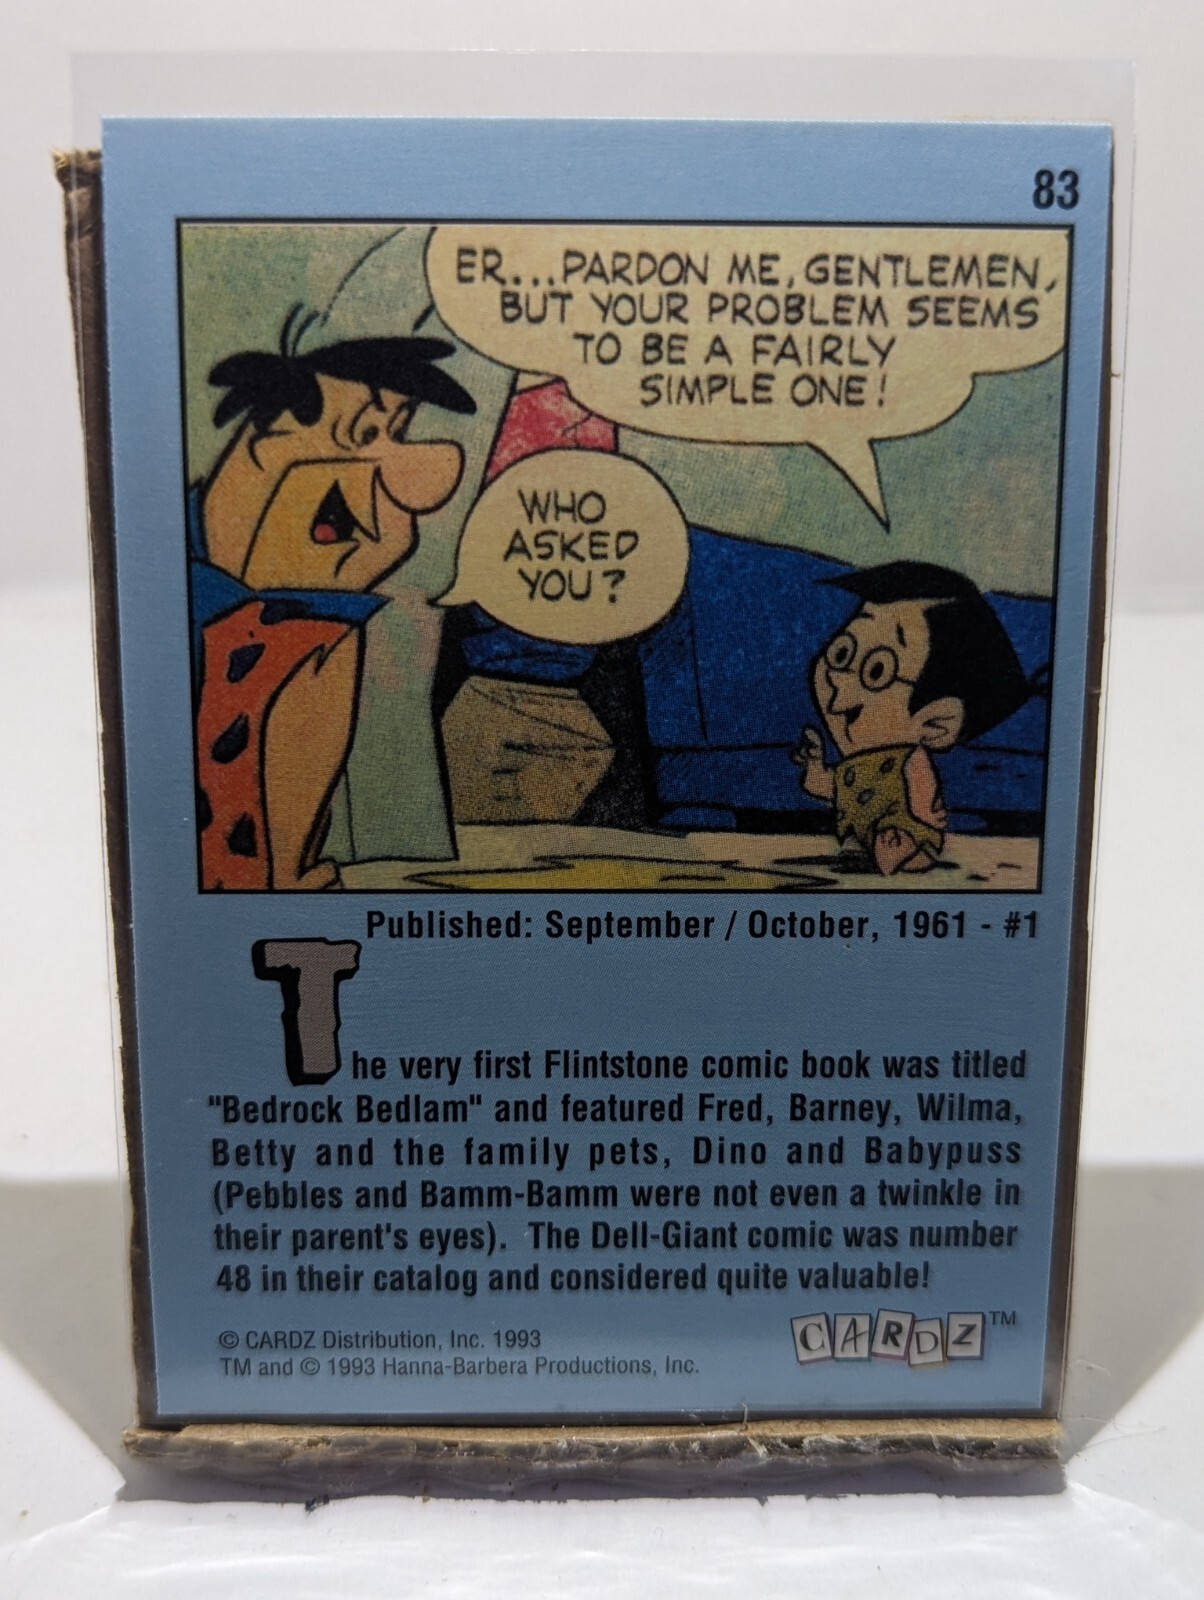 83
ER...PARDON ME, GENTLEMEN,
BUT YOUR PROBLEM SEEMS
TO BE A FAIRLY
SIMPLE ONE!
WHO
ASKED
YOU?
Published: September / October, 1961 - #1
The very first Flintstone comic book was titled
"Bedrock Bedlam" and featured Fred, Barney, Wilma,
Betty and the family pets, Dino and Babypuss
(Pebbles and Bamm-Bamm were not even a twinkle in
their parent's eyes). The Dell-Giant comic was number
48 in their catalog and considered quite valuable!
© CARDZ Distribution, Inc. 1993
TM and © 1993 Hanna-Barbera Productions, Inc.
CARDZ™